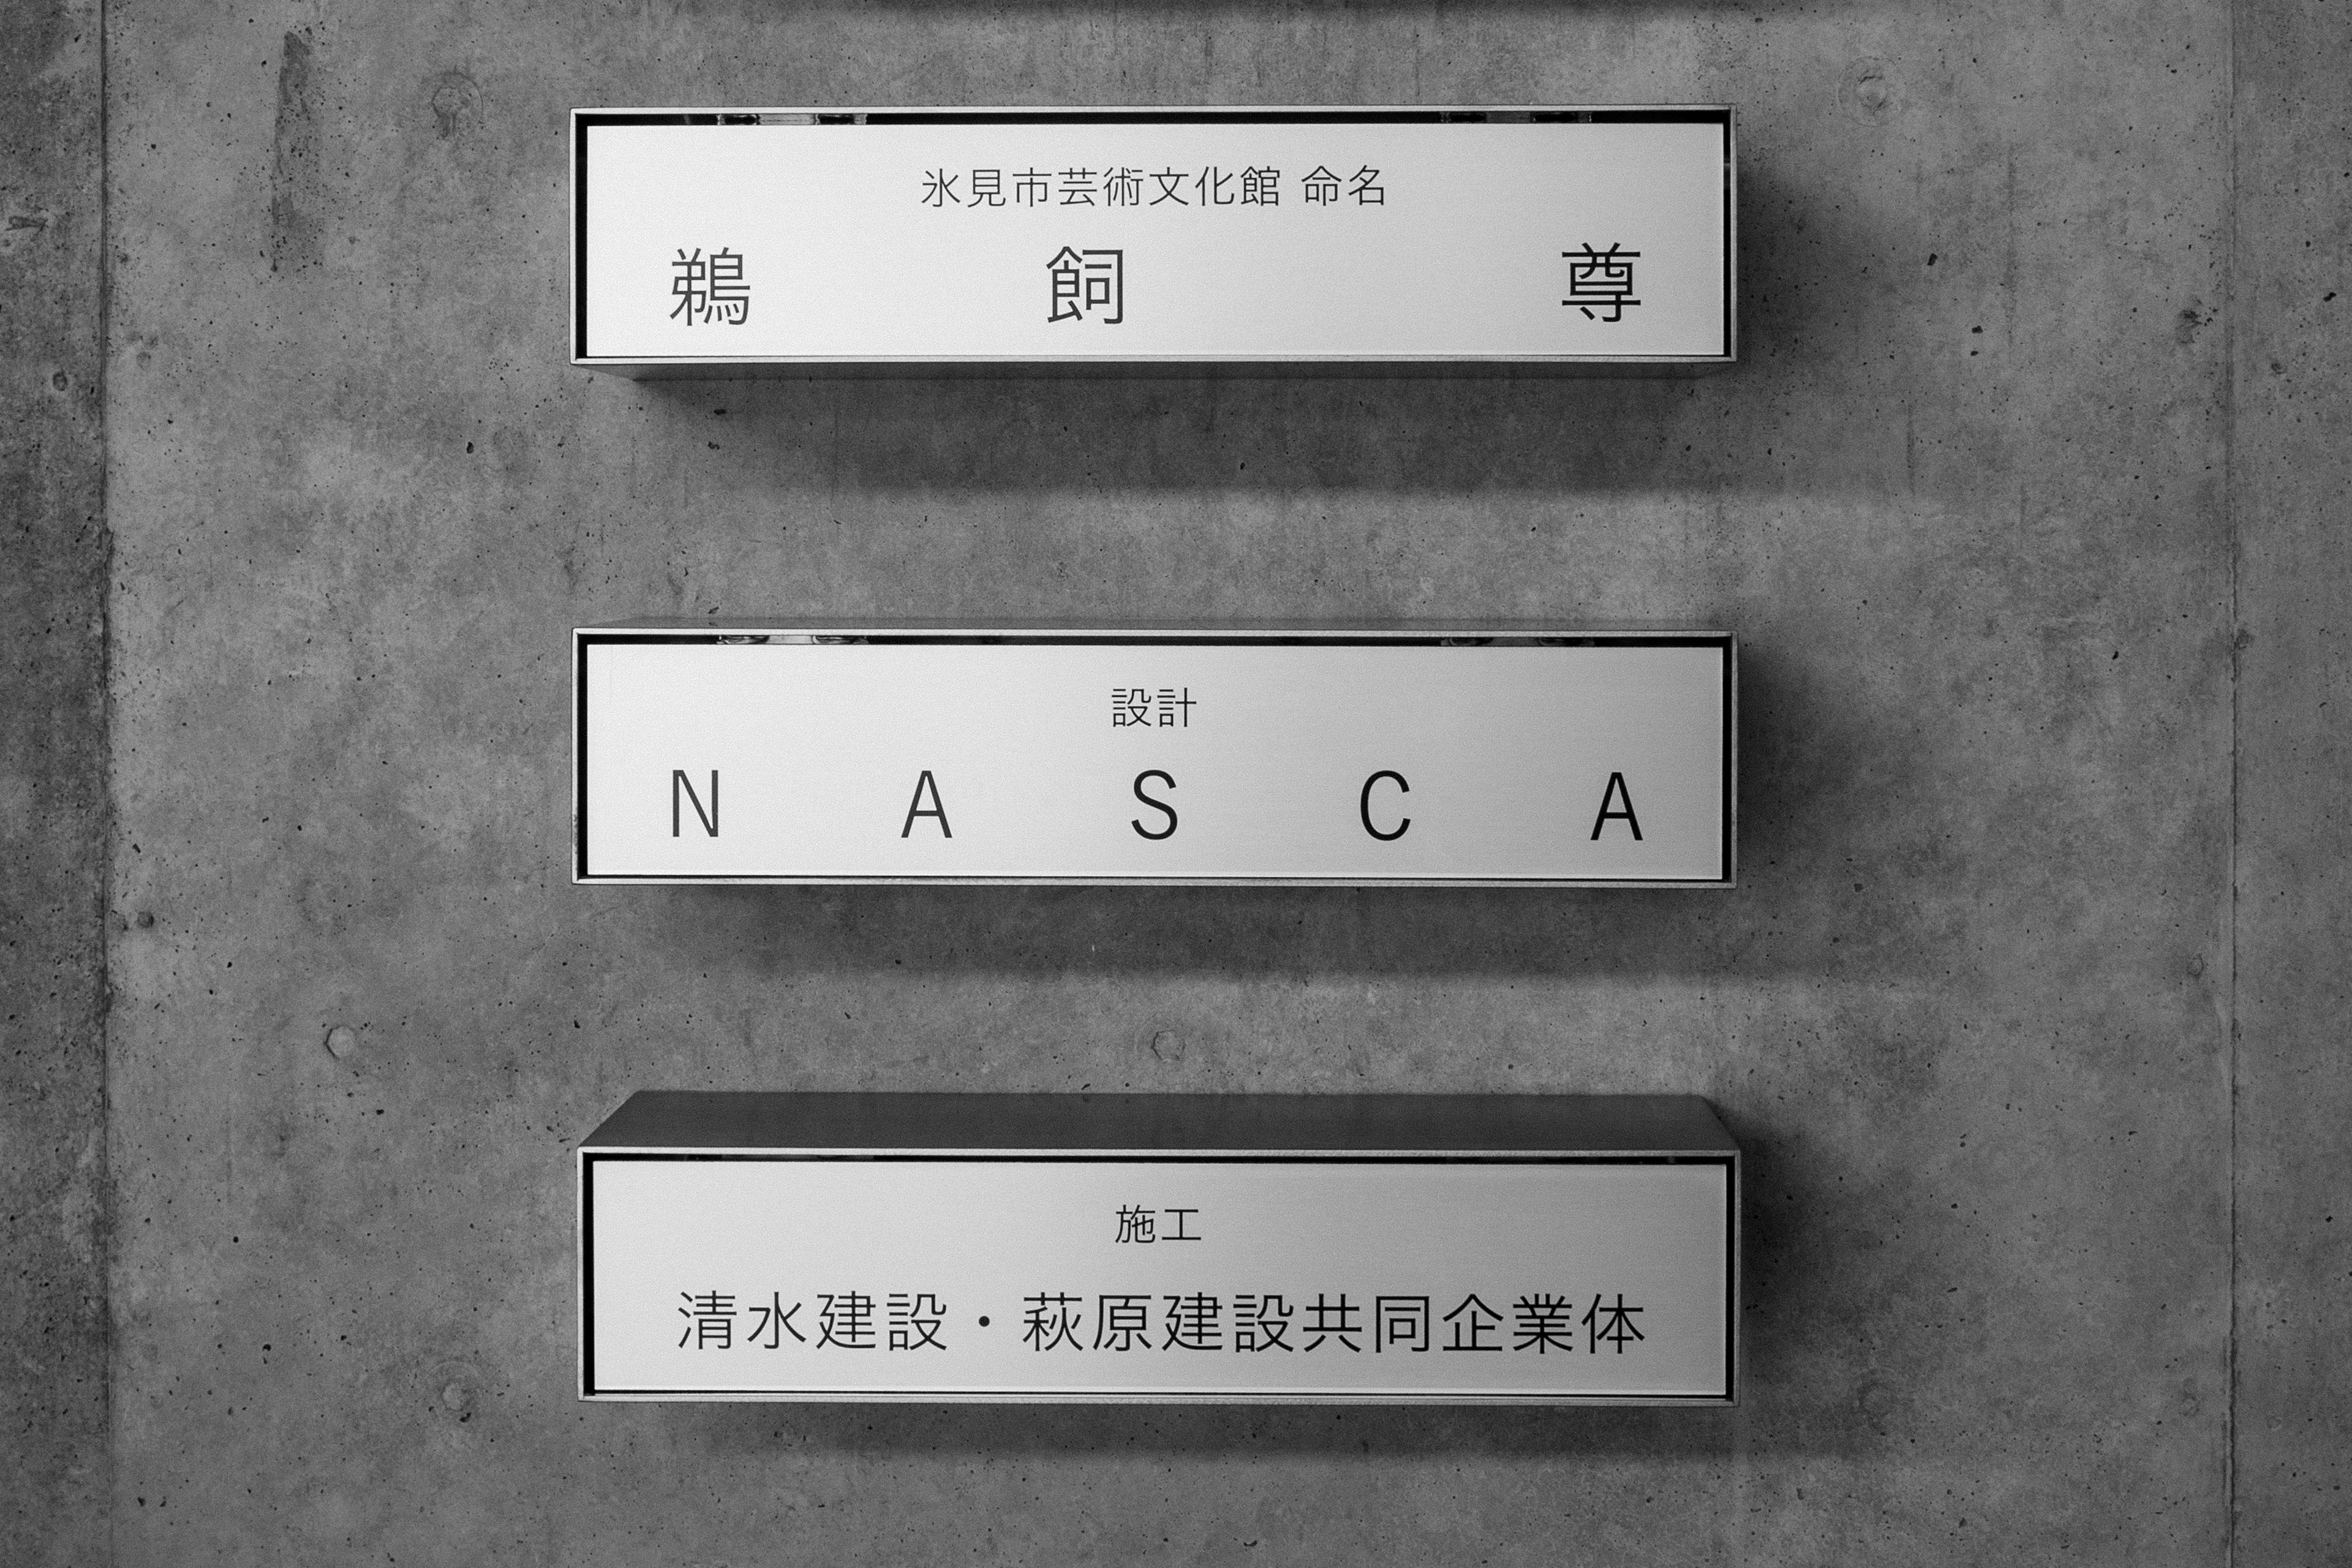 氷見市芸術文化館 命名
鵜飼 尊
設計
NASCA
施工
清水建設・萩原建設共同企業体